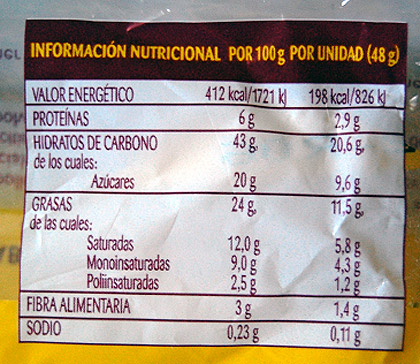 INFORMACIÓN NUTRICIONAL POR 100 g POR UNIDAD (48 g)
VALOR ENERGÉTICO 412 kcal/1721 kJ 198 kcal/826 kJ
PROTEÍNAS 6 g 2,9 g
HIDRATOS DE CARBONO 43 g. 20,6 g.
de los cuales:
Azúcares 20 g 9,6 g
GRASAS 24 g. 11,5 g.
de las cuales:
Saturadas 12,0 g 5,8 g
Monoinsaturadas 9,0 g 4,3 g
Poliinsaturadas 2,5 g 1,2 g
FIBRA ALIMENTARIA 3 g 1,4 g
SODIO 0,23 g 0,11 g